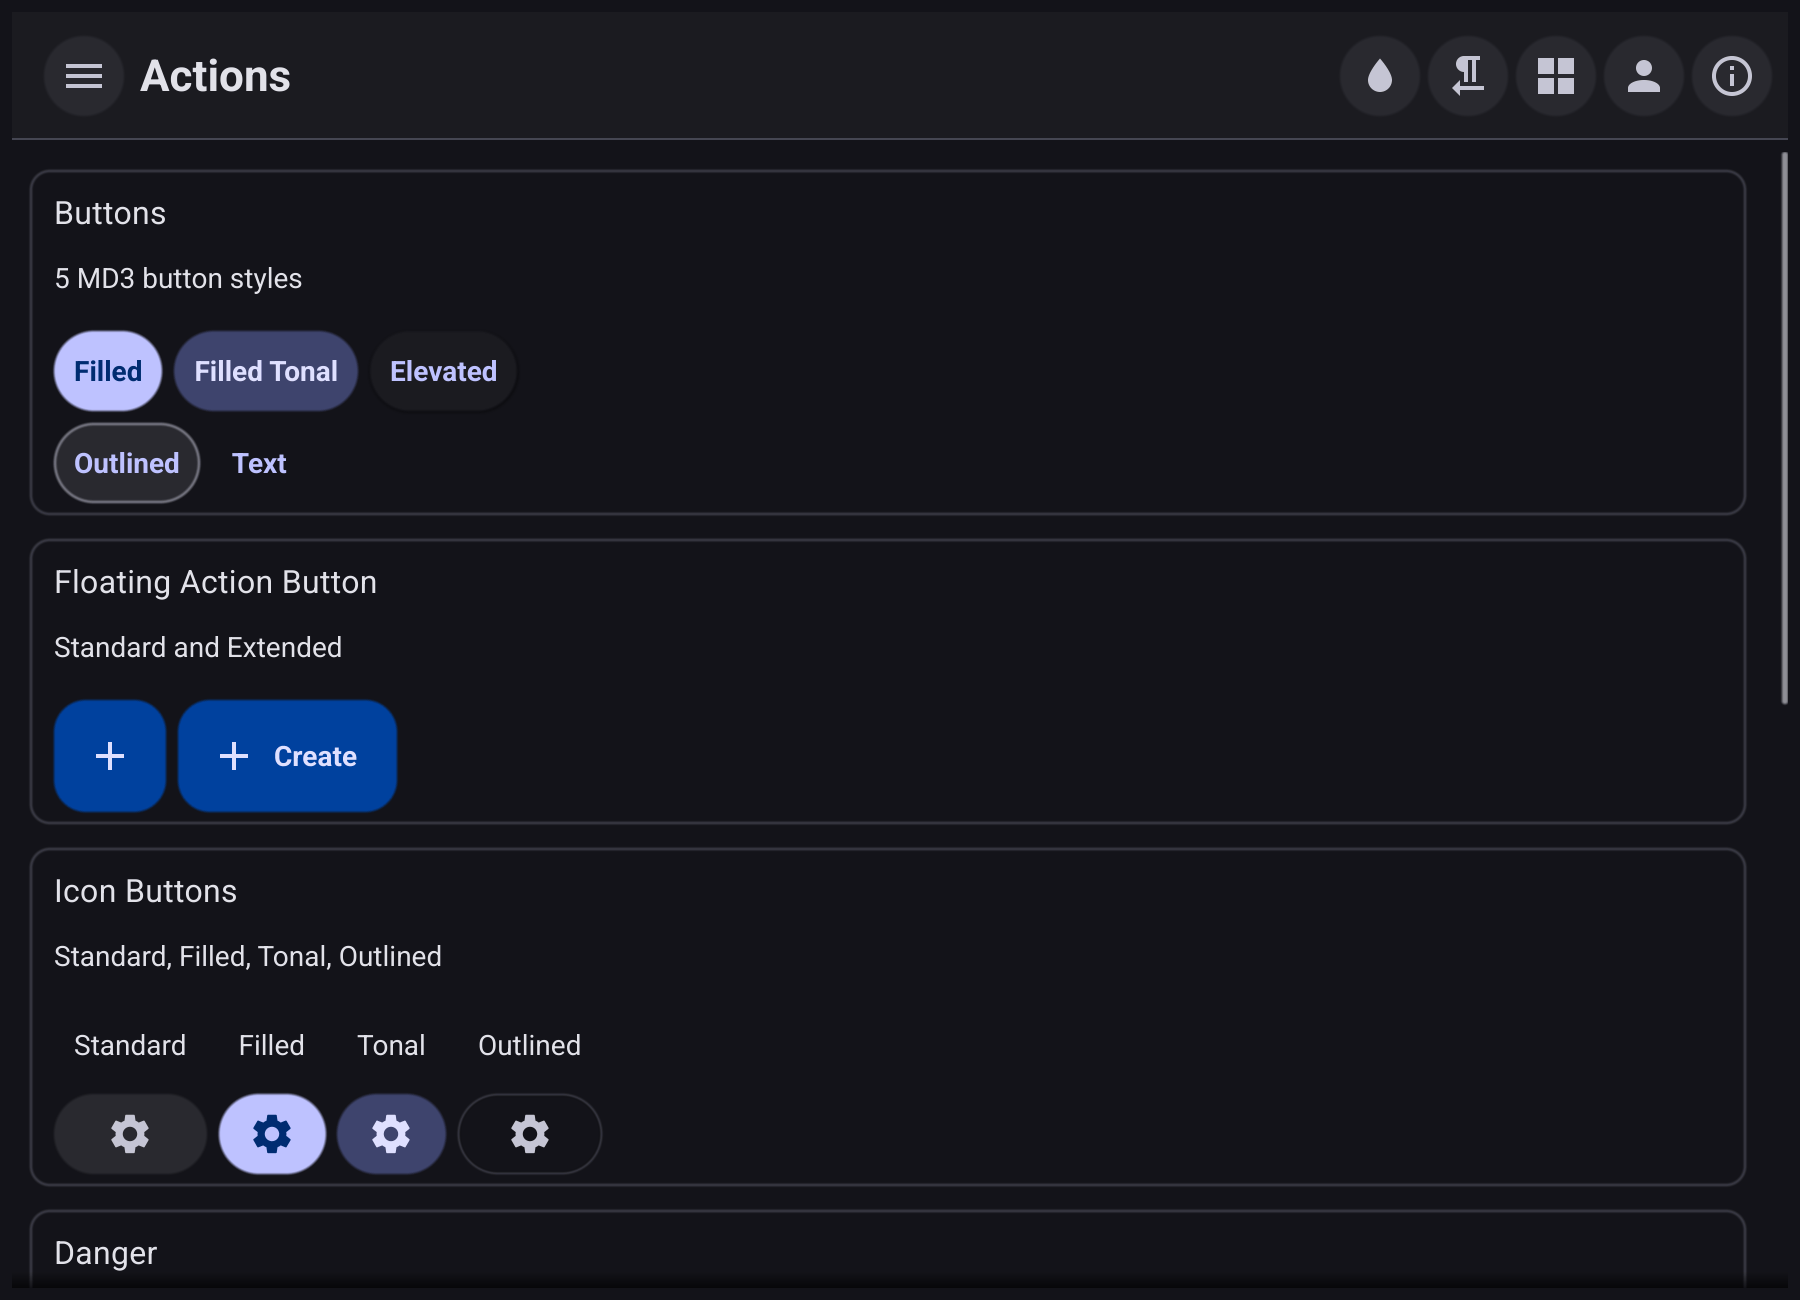 Actions
Buttons
5 MD3 button styles
Filled
Filled Tonal
Elevated
Outlined
Text
Floating Action Button
Standard and Extended
Create
Icon Buttons
Standard, Filled, Tonal, Outlined
Standard
Filled
Tonal
Outlined
Danger